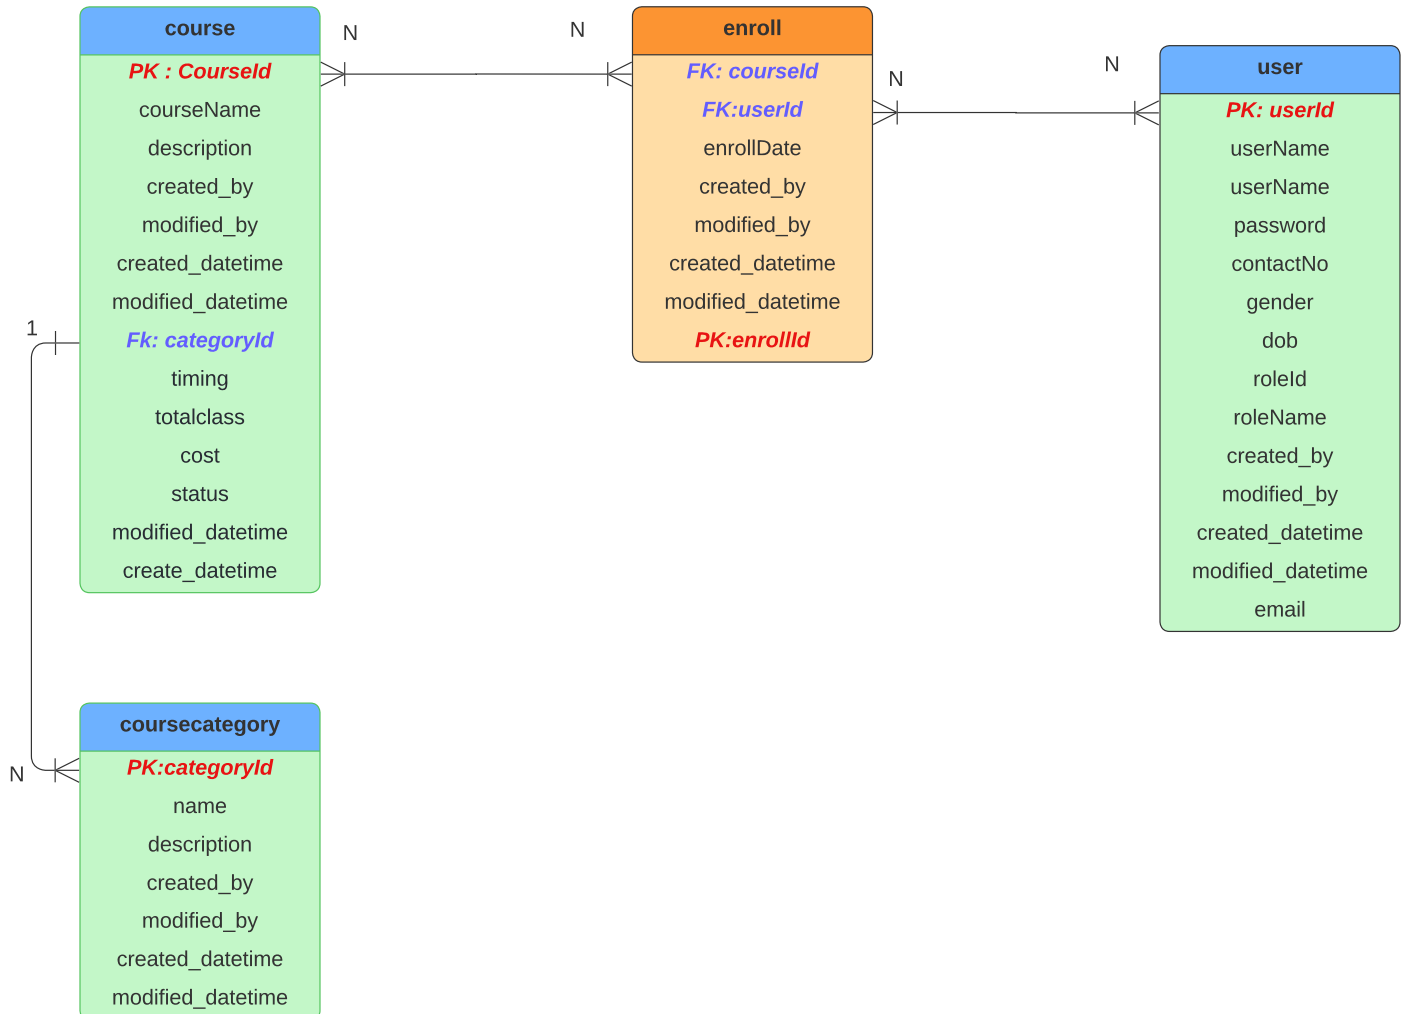 course
PK : CourseId
courseName
description
created_by
modified_by
created_datetime
modified_datetime
Fk: categoryId
timing
totalclass
cost
status
modified_datetime
create_datetime
N
N
enroll
FK: courseId
FK:userId
enrollDate
created_by
modified_by
created_datetime
modified_datetime
PK:enrollId
N
N
user
PK: userId
userName
userName
password
contactNo
gender
dob
roleId
roleName
created_by
modified_by
created_datetime
modified_datetime
email
1
N
coursecategory
PK:categoryId
name
description
created_by
modified_by
created_datetime
modified_datetime